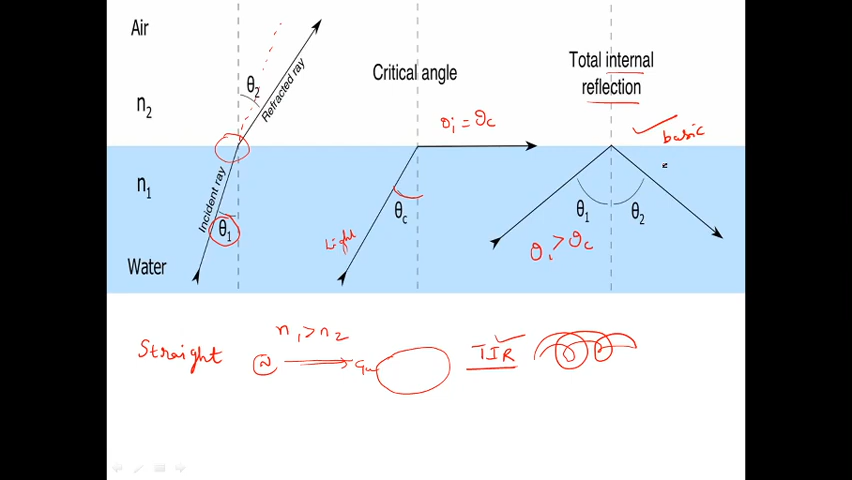 Air
n2
θ2
Refracted ray
Critical angle
θi = θc
Total internal
reflection
basic
n1
Incident ray
θ1
Water
Light
θc
θ1
θ2
θi > θc
Straight
n1 > n2
TIR